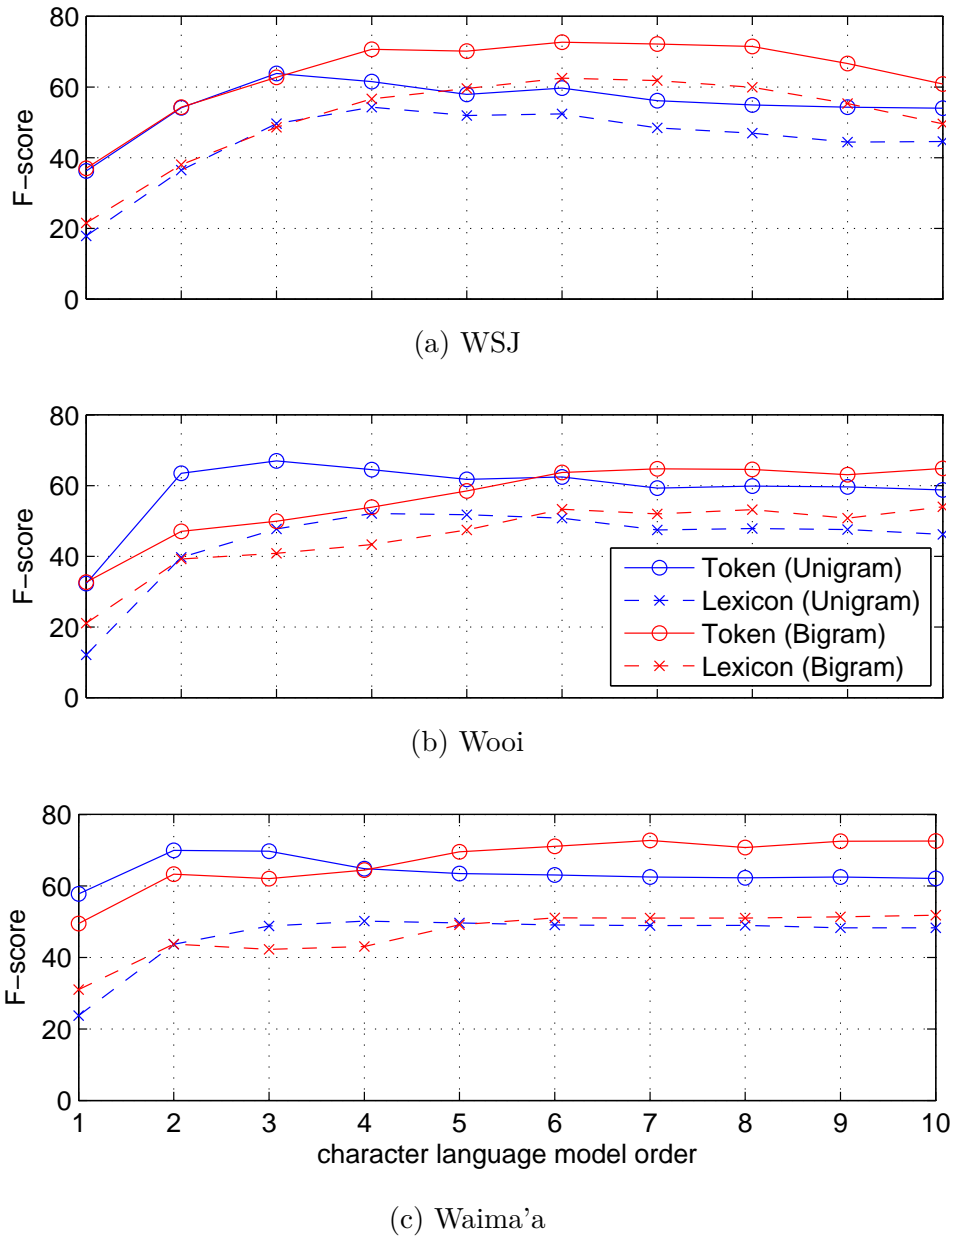 80
60
40
20
0
F-score
(a) WSJ
80
60
40
20
0
F-score
Token (Unigram)
Lexicon (Unigram)
Token (Bigram)
Lexicon (Bigram)
(b) Wooi
80
60
40
20
0
F-score
1 2 3 4 5 6 7 8 9 10
character language model order
(c) Waima'a